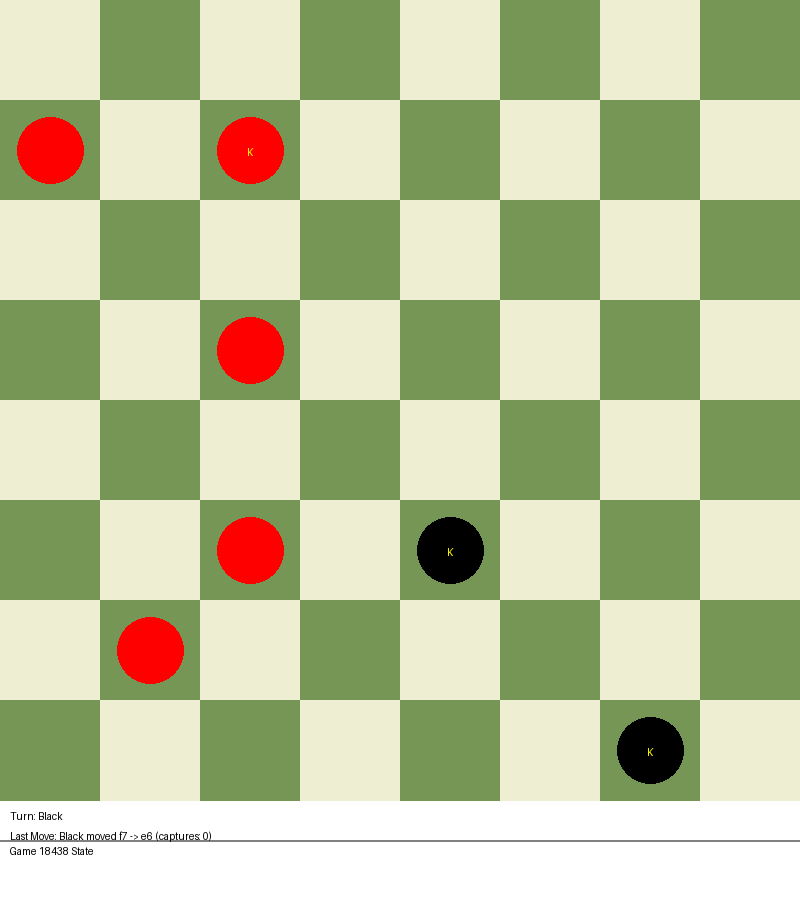 K
K
K
Turn: Black
Last Move: Black moved f7 -> e6 (captures: 0)
Game 18438 State